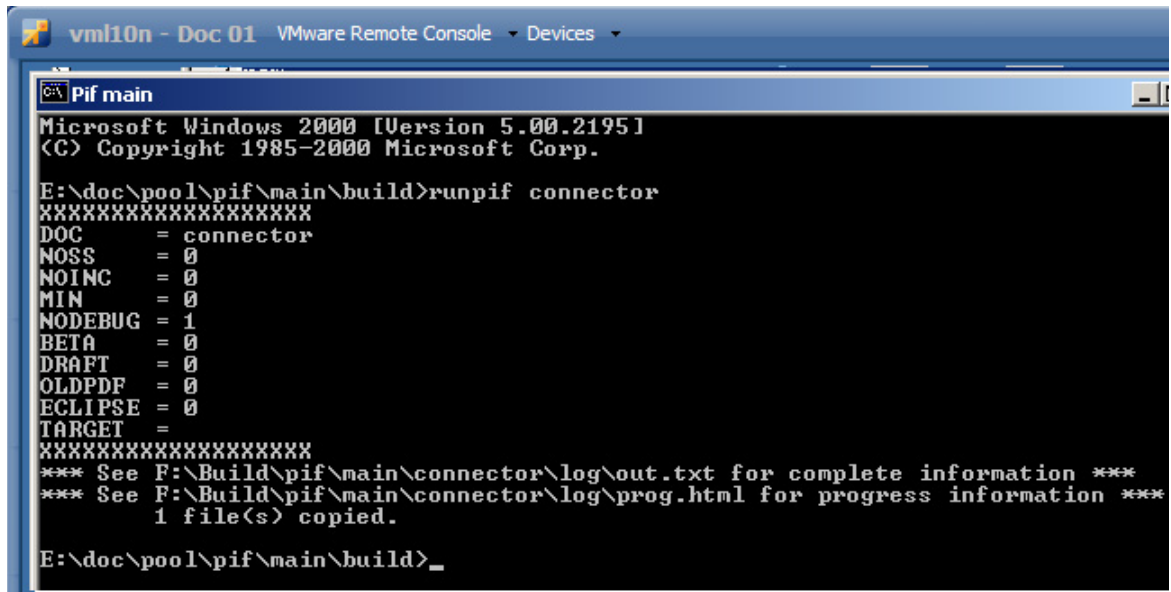 vml10n - Doc 01 VMware Remote Console Devices
Pif main
Microsoft Windows 2000 [Version 5.00.2195]
(C) Copyright 1985-2000 Microsoft Corp.
E:\doc\pool\pif\main\build>runpif connector
XXXXXXXXXXXXXXXXXXX
DOC = connector
NOSS = 0
NOINC = 0
MIN = 0
NODEBUG = 1
BETA = 0
DRAFT = 0
OLDPDF = 0
ECLIPSE = 0
TARGET =
XXXXXXXXXXXXXXXXXXX
*** See F:\Build\pif\main\connector\log\out.txt for complete information ***
*** See F:\Build\pif\main\connector\log\prog.html for progress information ***
1 file(s) copied.
E:\doc\pool\pif\main\build>_